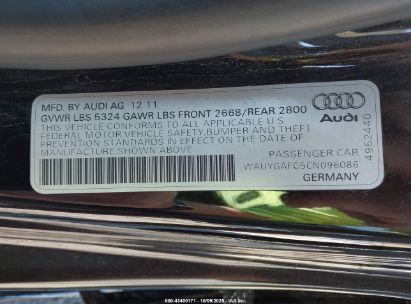 MFD. BY AUDI AG 12 11
GVWR LBS 5324 GAWR LBS FRONT 2668/REAR 2800
THIS VEHICLE CONFORMS TO ALL APPLICABLE U S
FEDERAL MOTOR VEHICLE SAFETY,BUMPER AND THEFT
PREVENTION STANDARDS IN EFFECT ON THE DATE OF
MANUFACTURE SHOWN ABOVE
Audi
4952440
PASSENGER CAR
WAUYGAFC5CN096086
GERMANY